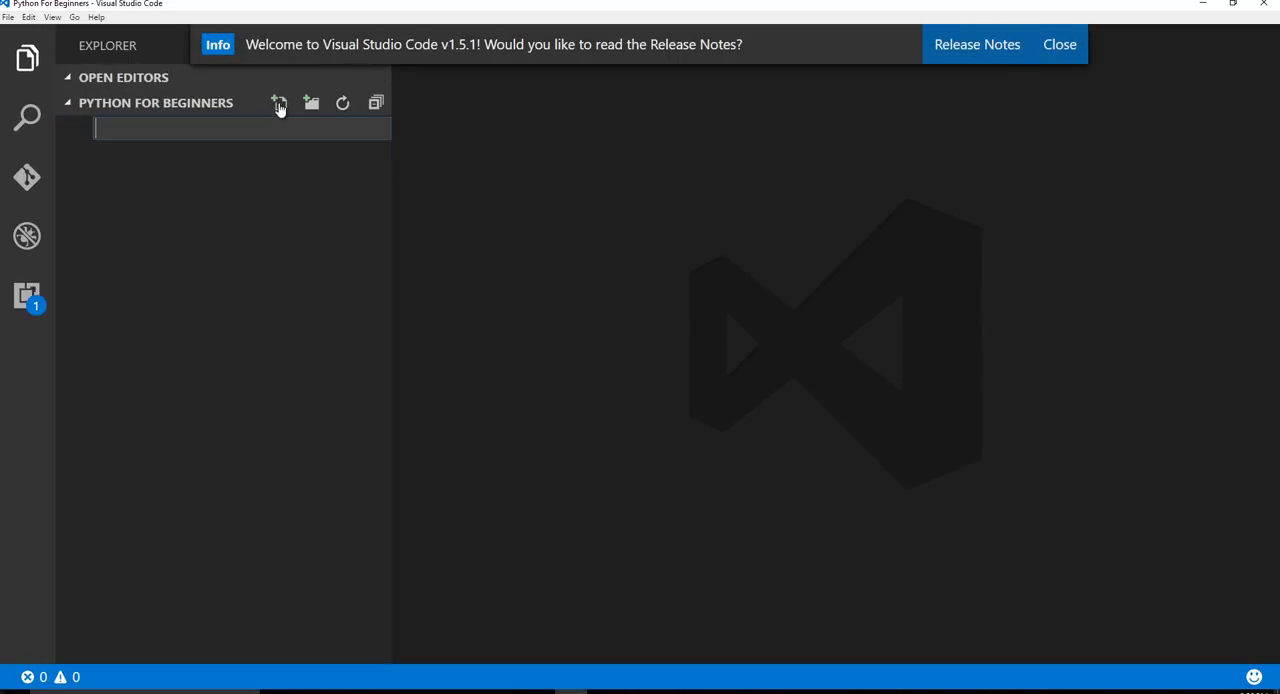 Python For Beginners - Visual Studio Code
File Edit View Go Help
EXPLORER
Info Welcome to Visual Studio Code v1.5.1! Would you like to read the Release Notes? Release Notes Close
OPEN EDITORS
PYTHON FOR BEGINNERS
1
0 0